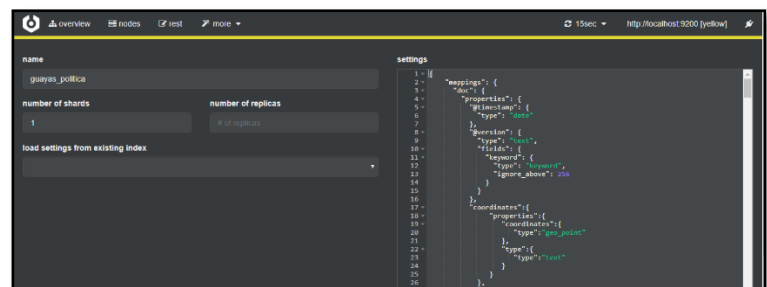 overview nodes rest more 15sec http://localhost:9200 [yellow]
name
guayas_politica
number of shards number of replicas
1 # of replicas
load settings from existing index
settings
1 {
2 "mappings": {
3 "doc": {
4 "properties": {
5 "@timestamp": {
6 "type": "date"
7 },
8 "@version": {
9 "type": "text",
10 "fields": {
11 "keyword": {
12 "type": "keyword",
13 "ignore_above": 256
14 }
15 }
16 },
17 "coordinates":{
18 "properties":{
19 "coordinates":{
20 "type":"geo_point"
21 },
22 "type":{
23 "type":"text"
24 }
25 }
26 },